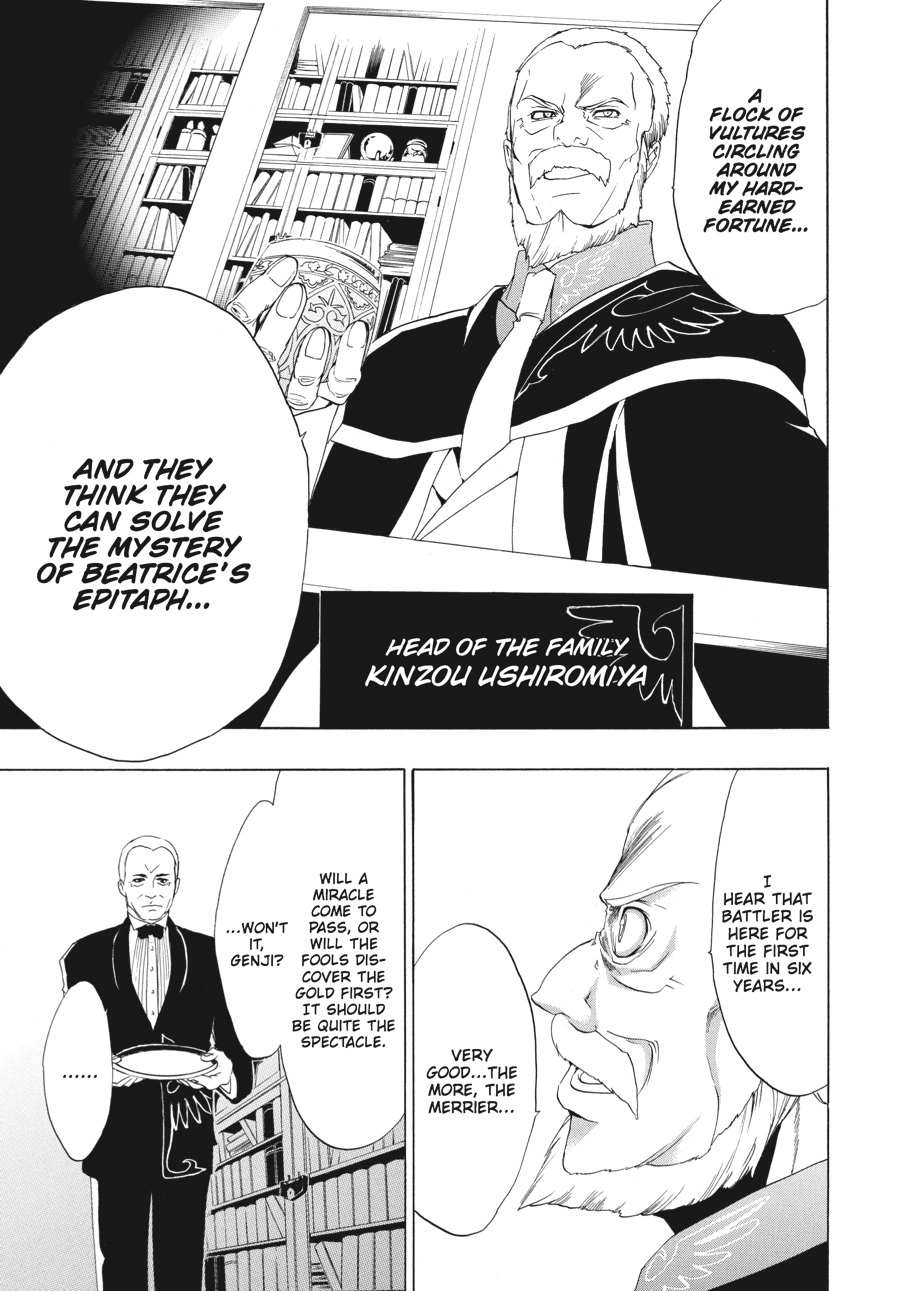 A
FLOCK OF
VULTURES
CIRCLING
AROUND
MY HARD-
EARNED
FORTUNE...
AND THEY
THINK THEY
CAN SOLVE
THE MYSTERY
OF BEATRICE'S
EPITAPH...
HEAD OF THE FAMILY
KINZOU USHIROMIYA
I
HEAR THAT
BATTLER IS
HERE FOR
THE FIRST
TIME IN SIX
YEARS...
VERY
GOOD...THE
MORE, THE
MERRIER...
WILL A
MIRACLE
COME TO
PASS, OR
WILL THE
FOOLS DIS-
COVER THE
GOLD FIRST?
IT SHOULD
BE QUITE THE
SPECTACLE.
...WON'T
IT,
GENJI?
......